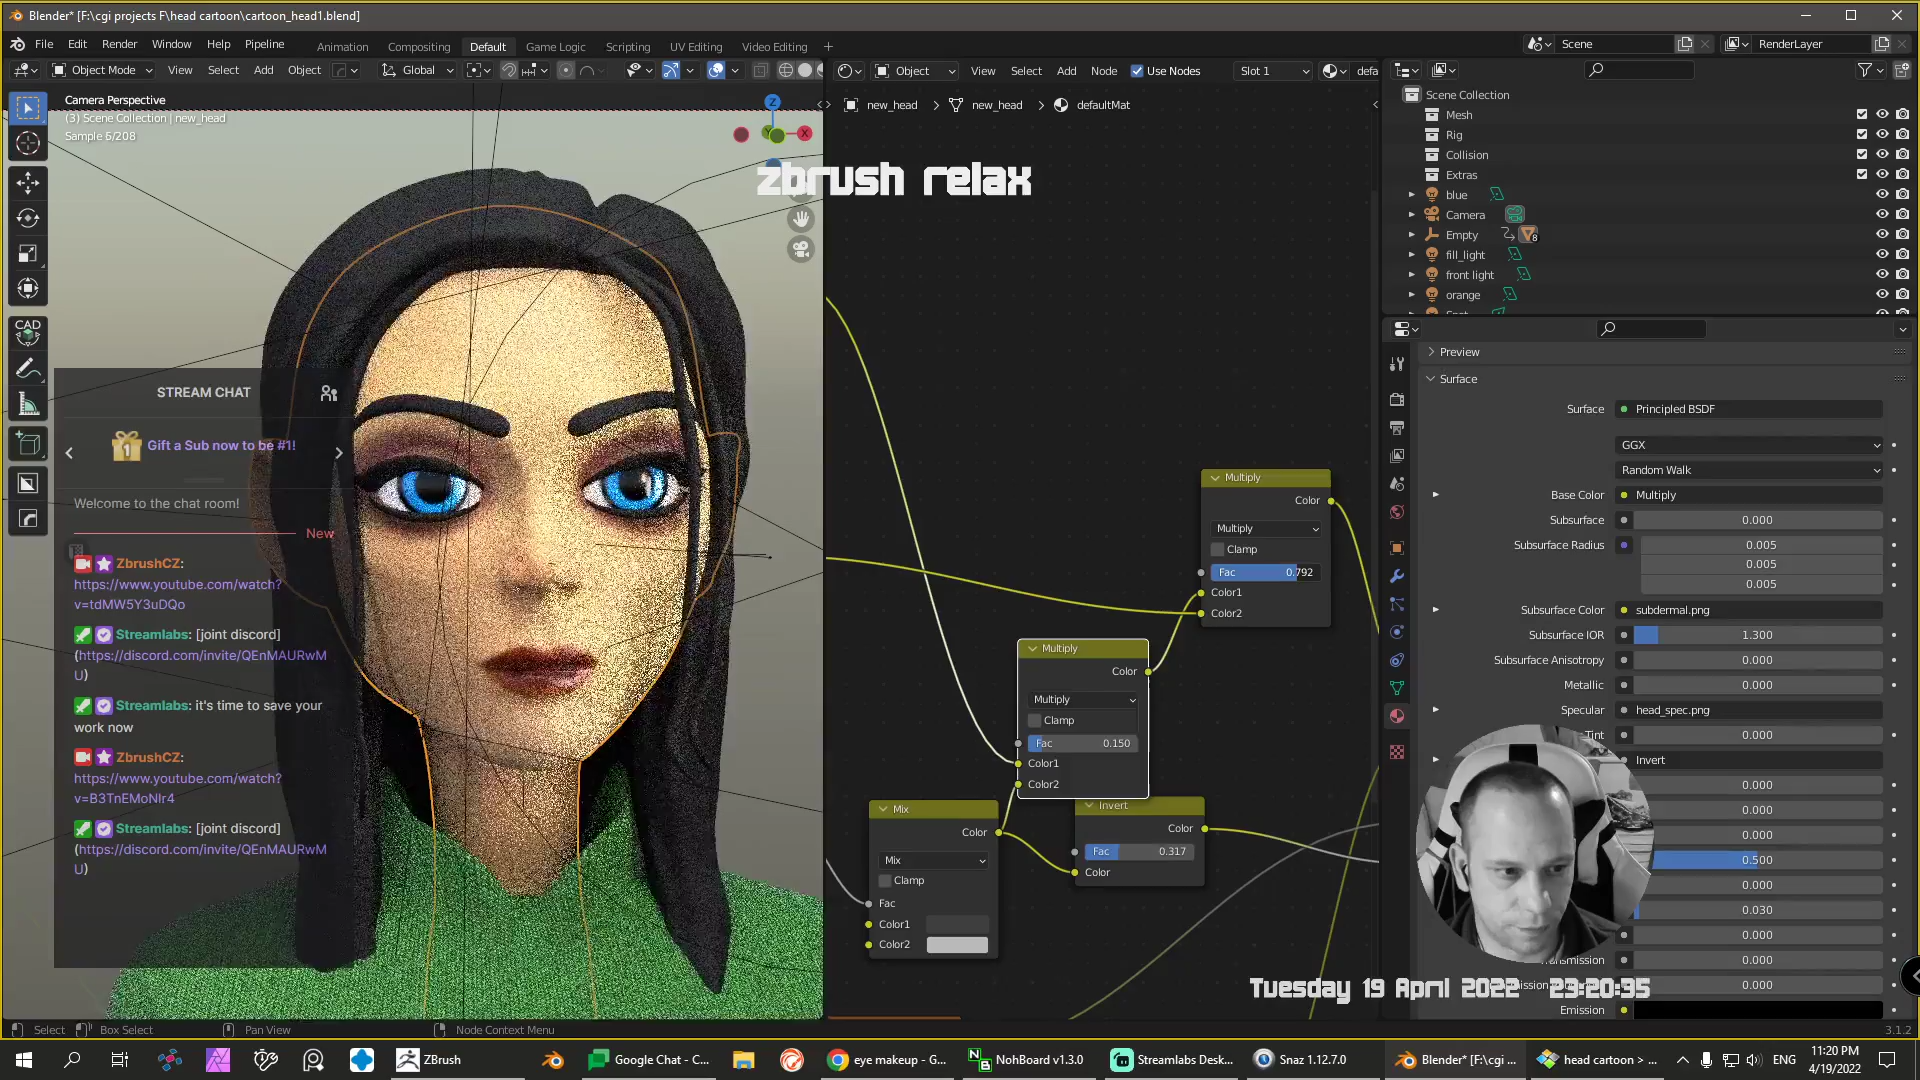 Blender* [F:\cgi projects F\head cartoon\cartoon_head1.blend]
File Edit Render Window Help Pipeline
Animation Compositing Default Game Logic Scripting UV Editing Video Editing +
Scene
RenderLayer
Object Mode View Select Add Object Global
Object View Select Add Node Use Nodes Slot 1 defa
Camera Perspective
(3) Scene Collection | new_head
Sample 6/208
Z
Y
X
new_head > new_head > defaultMat
zbrush relax
CAD
STREAM CHAT
1 Gift a Sub now to be #1!
Welcome to the chat room!
New
ZbrushCZ:
https://www.youtube.com/watch?
v=tdMW5Y3uDQo
Streamlabs: [joint discord]
(https://discord.com/invite/QEnMAURwM
U)
Streamlabs: it's time to save your
work now
ZbrushCZ:
https://www.youtube.com/watch?
v=B3TnEMoNIr4
Streamlabs: [joint discord]
(https://discord.com/invite/QEnMAURwM
U)
Multiply
Color
Multiply
Clamp
Fac 0.792
Color1
Color2
Multiply
Color
Multiply
Clamp
Fac 0.150
Color1
Color2
Mix
Color
Mix
Clamp
Fac
Color1
Color2
Invert
Color
Fac 0.317
Color
Scene Collection
Mesh
Rig
Collision
Extras
blue
Camera
Empty 8
fill_light
front light
orange
Preview
Surface
Surface Principled BSDF
GGX
Random Walk
Base Color Multiply
Subsurface 0.000
Subsurface Radius 0.005
0.005
0.005
Subsurface Color subdermal.png
Subsurface IOR 1.300
Subsurface Anisotropy 0.000
Metallic 0.000
Specular head_spec.png
Tint 0.000
Invert
0.000
0.000
0.000
0.500
0.000
0.030
0.000
0.000
0.000
Emission
Tuesday 19 April 2022 23:20:35
Select Box Select Pan View Node Context Menu
3.1.2
ZBrush
Google Chat - C...
eye makeup - G...
NohBoard v1.3.0
Streamlabs Desk...
Snaz 1.12.7.0
Blender* [F:\cgi ...
head cartoon > ...
ENG
11:20 PM
4/19/2022